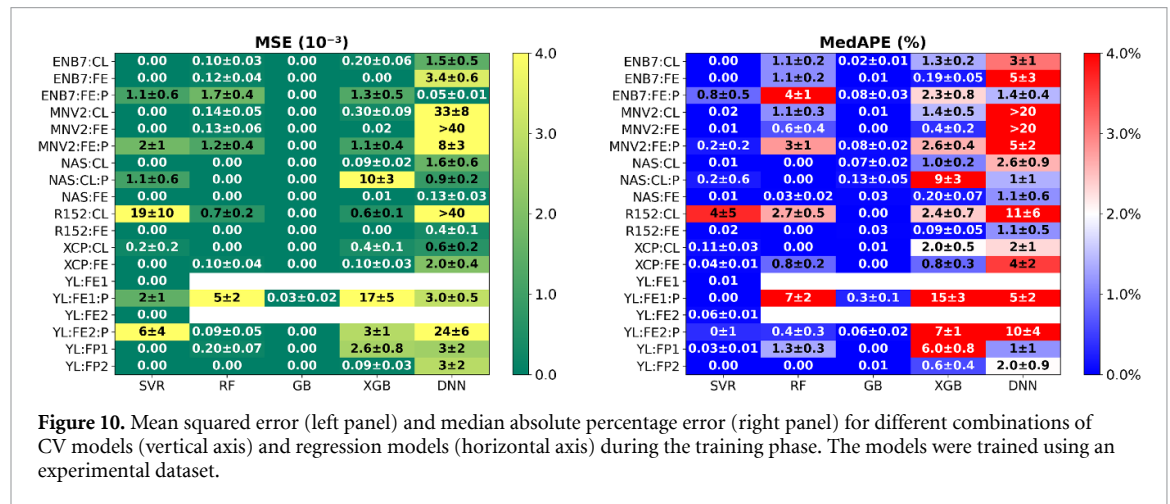 MSE (10⁻³)
ENB7:CL 0.00 0.10±0.03 0.00 0.20±0.06 1.5±0.5
ENB7:FE 0.00 0.12±0.04 0.00 0.00 3.4±0.6
ENB7:FE:P 1.1±0.6 1.7±0.4 0.00 1.3±0.5 0.05±0.01
MNV2:CL 0.00 0.14±0.05 0.00 0.30±0.09 33±8
MNV2:FE 0.00 0.13±0.06 0.00 0.02 >40
MNV2:FE:P 2±1 1.2±0.4 0.00 1.1±0.4 8±3
NAS:CL 0.00 0.00 0.00 0.09±0.02 1.6±0.6
NAS:CL:P 1.1±0.6 0.00 0.00 10±3 0.9±0.2
NAS:FE 0.00 0.00 0.00 0.01 0.13±0.03
R152:CL 19±10 0.7±0.2 0.00 0.6±0.1 >40
R152:FE 0.00 0.00 0.00 0.00 0.4±0.1
XCP:CL 0.2±0.2 0.00 0.00 0.4±0.1 0.6±0.2
XCP:FE 0.00 0.10±0.04 0.00 0.10±0.03 2.0±0.4
YL:FE1 0.00
YL:FE1:P 2±1 5±2 0.03±0.02 17±5 3.0±0.5
YL:FE2 0.00
YL:FE2:P 6±4 0.09±0.05 0.00 3±1 24±6
YL:FP1 0.00 0.20±0.07 0.00 2.6±0.8 3±2
YL:FP2 0.00 0.00 0.00 0.09±0.03 3±2
SVR RF GB XGB DNN
4.0
3.0
2.0
1.0
0.0
MedAPE (%)
ENB7:CL 0.00 1.1±0.2 0.02±0.01 1.3±0.2 3±1
ENB7:FE 0.00 1.1±0.2 0.01 0.19±0.05 5±3
ENB7:FE:P 0.8±0.5 4±1 0.08±0.03 2.3±0.8 1.4±0.4
MNV2:CL 0.02 1.1±0.3 0.01 1.4±0.5 >20
MNV2:FE 0.01 0.6±0.4 0.00 0.4±0.2 >20
MNV2:FE:P 0.2±0.2 3±1 0.08±0.02 2.6±0.4 5±2
NAS:CL 0.01 0.00 0.07±0.02 1.0±0.2 2.6±0.9
NAS:CL:P 0.2±0.6 0.00 0.13±0.05 9±3 1±1
NAS:FE 0.01 0.03±0.02 0.03 0.20±0.07 1.1±0.6
R152:CL 4±5 2.7±0.5 0.00 2.4±0.7 11±6
R152:FE 0.02 0.00 0.03 0.09±0.05 1.1±0.5
XCP:CL 0.11±0.03 0.00 0.01 2.0±0.5 2±1
XCP:FE 0.04±0.01 0.8±0.2 0.00 0.8±0.3 4±2
YL:FE1 0.01
YL:FE1:P 0.00 7±2 0.3±0.1 15±3 5±2
YL:FE2 0.06±0.01
YL:FE2:P 0±1 0.4±0.3 0.06±0.02 7±1 10±4
YL:FP1 0.03±0.01 1.3±0.3 0.00 6.0±0.8 1±1
YL:FP2 0.00 0.00 0.01 0.6±0.4 2.0±0.9
SVR RF GB XGB DNN
4.0%
3.0%
2.0%
1.0%
0.0%
Figure 10. Mean squared error (left panel) and median absolute percentage error (right panel) for different combinations of
CV models (vertical axis) and regression models (horizontal axis) during the training phase. The models were trained using an
experimental dataset.